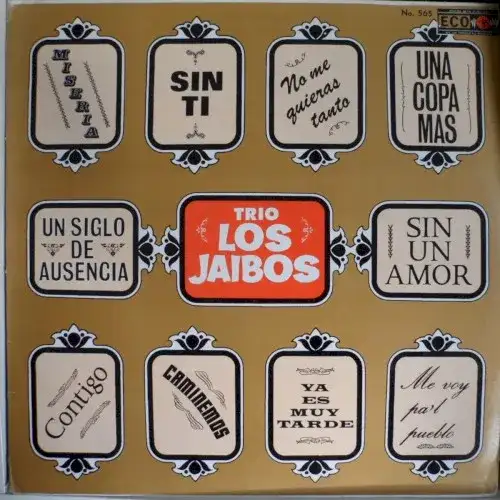 No. 565
ECO
MISERIA
SIN
TI
No me
quieras
tanto
UNA
COPA
MAS
UN SIGLO
DE
AUSENCIA
TRIO
LOS
JAIBOS
SIN
UN
AMOR
Contigo
CAMINEMOS
YA
ES
MUY
TARDE
Me voy
pa'l
pueblo